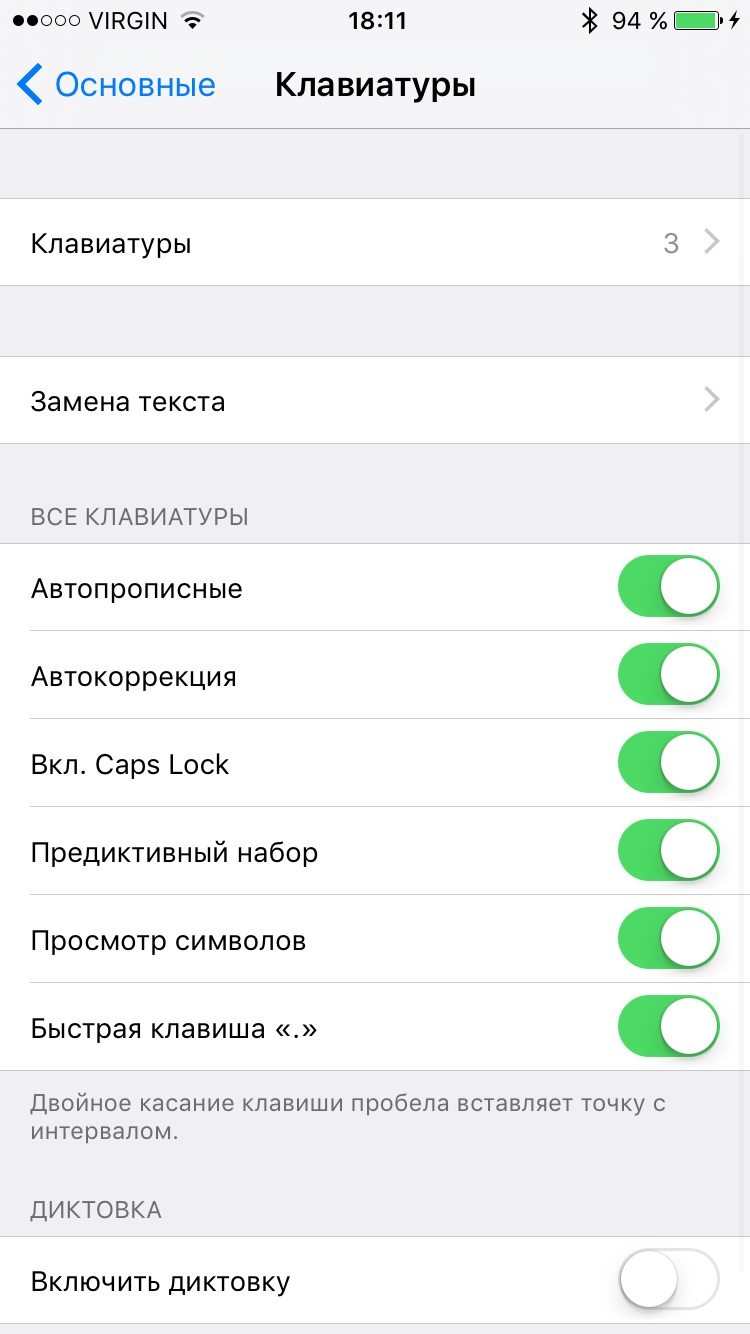 VIRGIN 18:11 94 %
Основные Клавиатуры
Клавиатуры 3
Замена текста
ВСЕ КЛАВИАТУРЫ
Автопрописные
Автокоррекция
Вкл. Caps Lock
Предиктивный набор
Просмотр символов
Быстрая клавиша «.»
Двойное касание клавиши пробела вставляет точку с
интервалом.
ДИКТОВКА
Включить диктовку